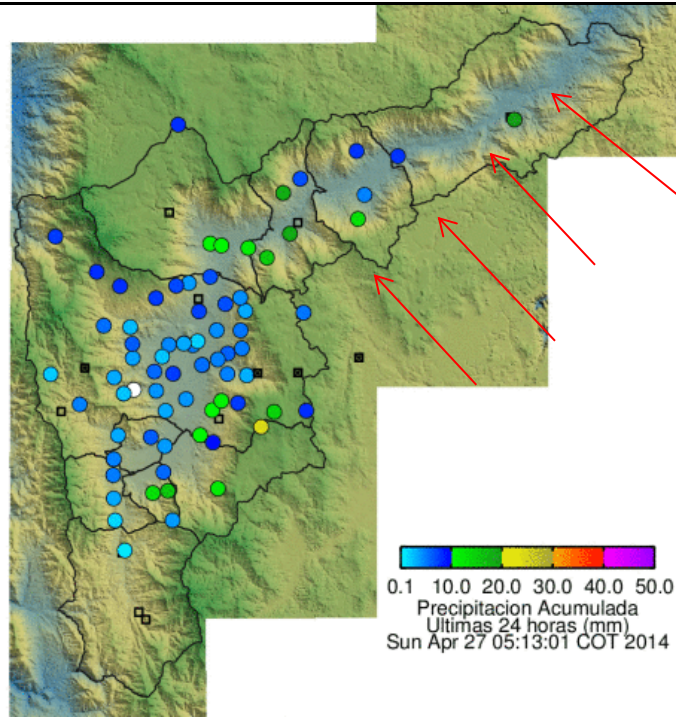 0.1 10.0 20.0 30.0 40.0 50.0
Precipitacion Acumulada
Ultimas 24 horas (mm)
Sun Apr 27 05:13:01 COT 2014